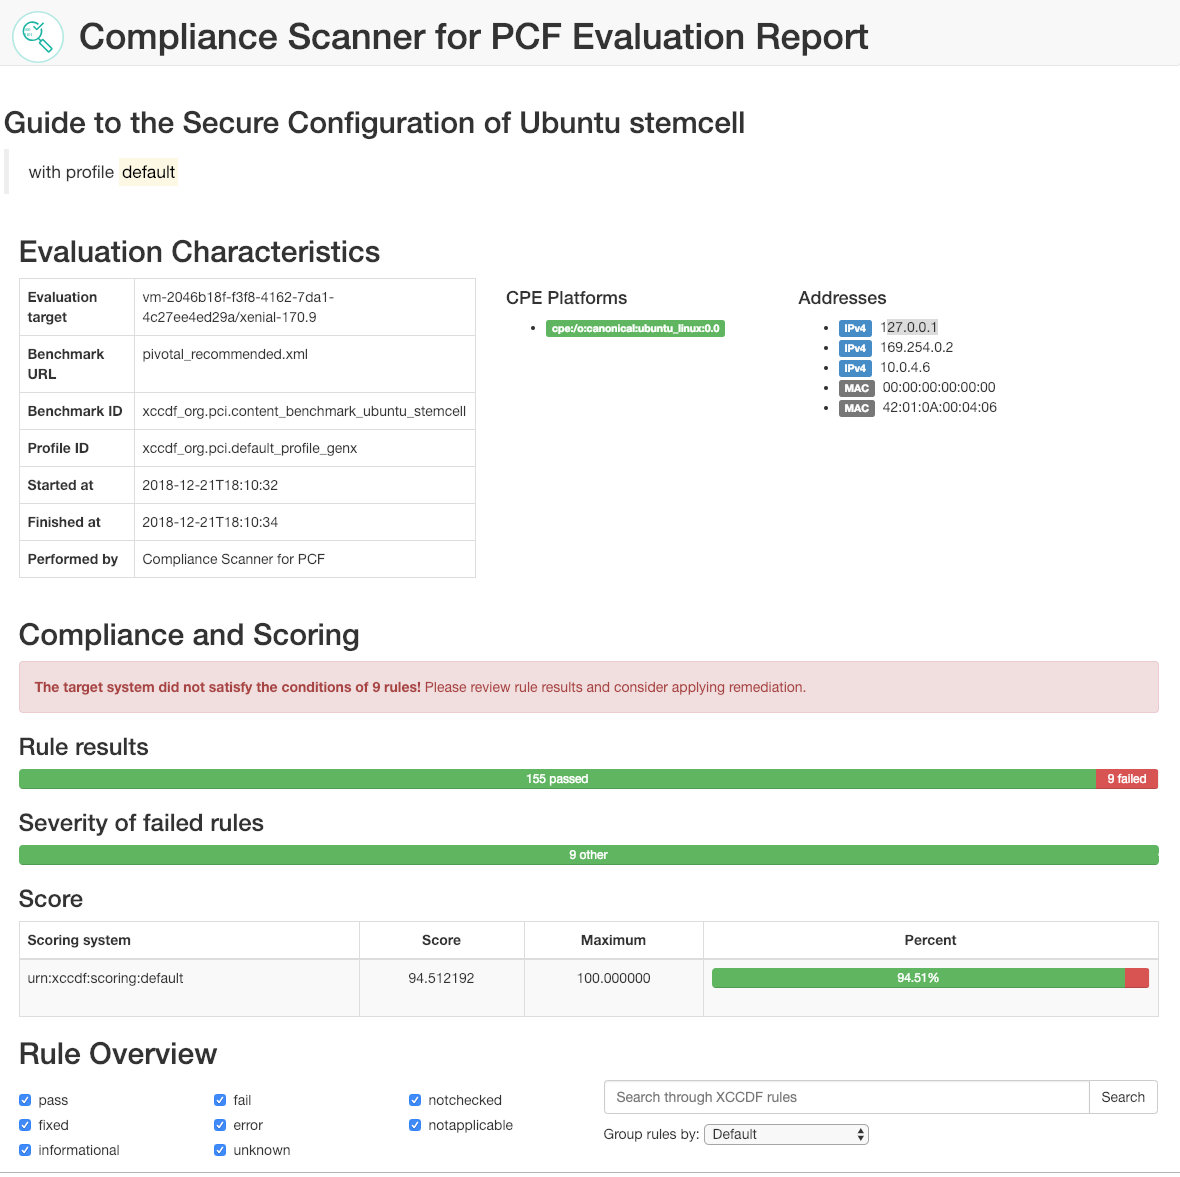 Compliance Scanner for PCF Evaluation Report
Guide to the Secure Configuration of Ubuntu stemcell
with profile default
Evaluation Characteristics
Evaluation target
vm-2046b18f-f3f8-4162-7da1-
4c27ee4ed29a/xenial-170.9
Benchmark URL
pivotal_recommended.xml
Benchmark ID
xccdf_org.pci.content_benchmark_ubuntu_stemcell
Profile ID
xccdf_org.pci.default_profile_genx
Started at
2018-12-21T18:10:32
Finished at
2018-12-21T18:10:34
Performed by
Compliance Scanner for PCF
CPE Platforms
cpe:/o:canonical:ubuntu_linux:0.0
Addresses
IPv4 127.0.0.1
IPv4 169.254.0.2
IPv4 10.0.4.6
MAC 00:00:00:00:00:00
MAC 42:01:0A:00:04:06
Compliance and Scoring
The target system did not satisfy the conditions of 9 rules! Please review rule results and consider applying remediation.
Rule results
155 passed 9 failed
Severity of failed rules
9 other
Score
Scoring system Score Maximum Percent
urn:xccdf:scoring:default 94.512192 100.000000 94.51%
Rule Overview
pass fail notchecked
fixed error notapplicable
informational unknown
Search through XCCDF rules Search
Group rules by: Default